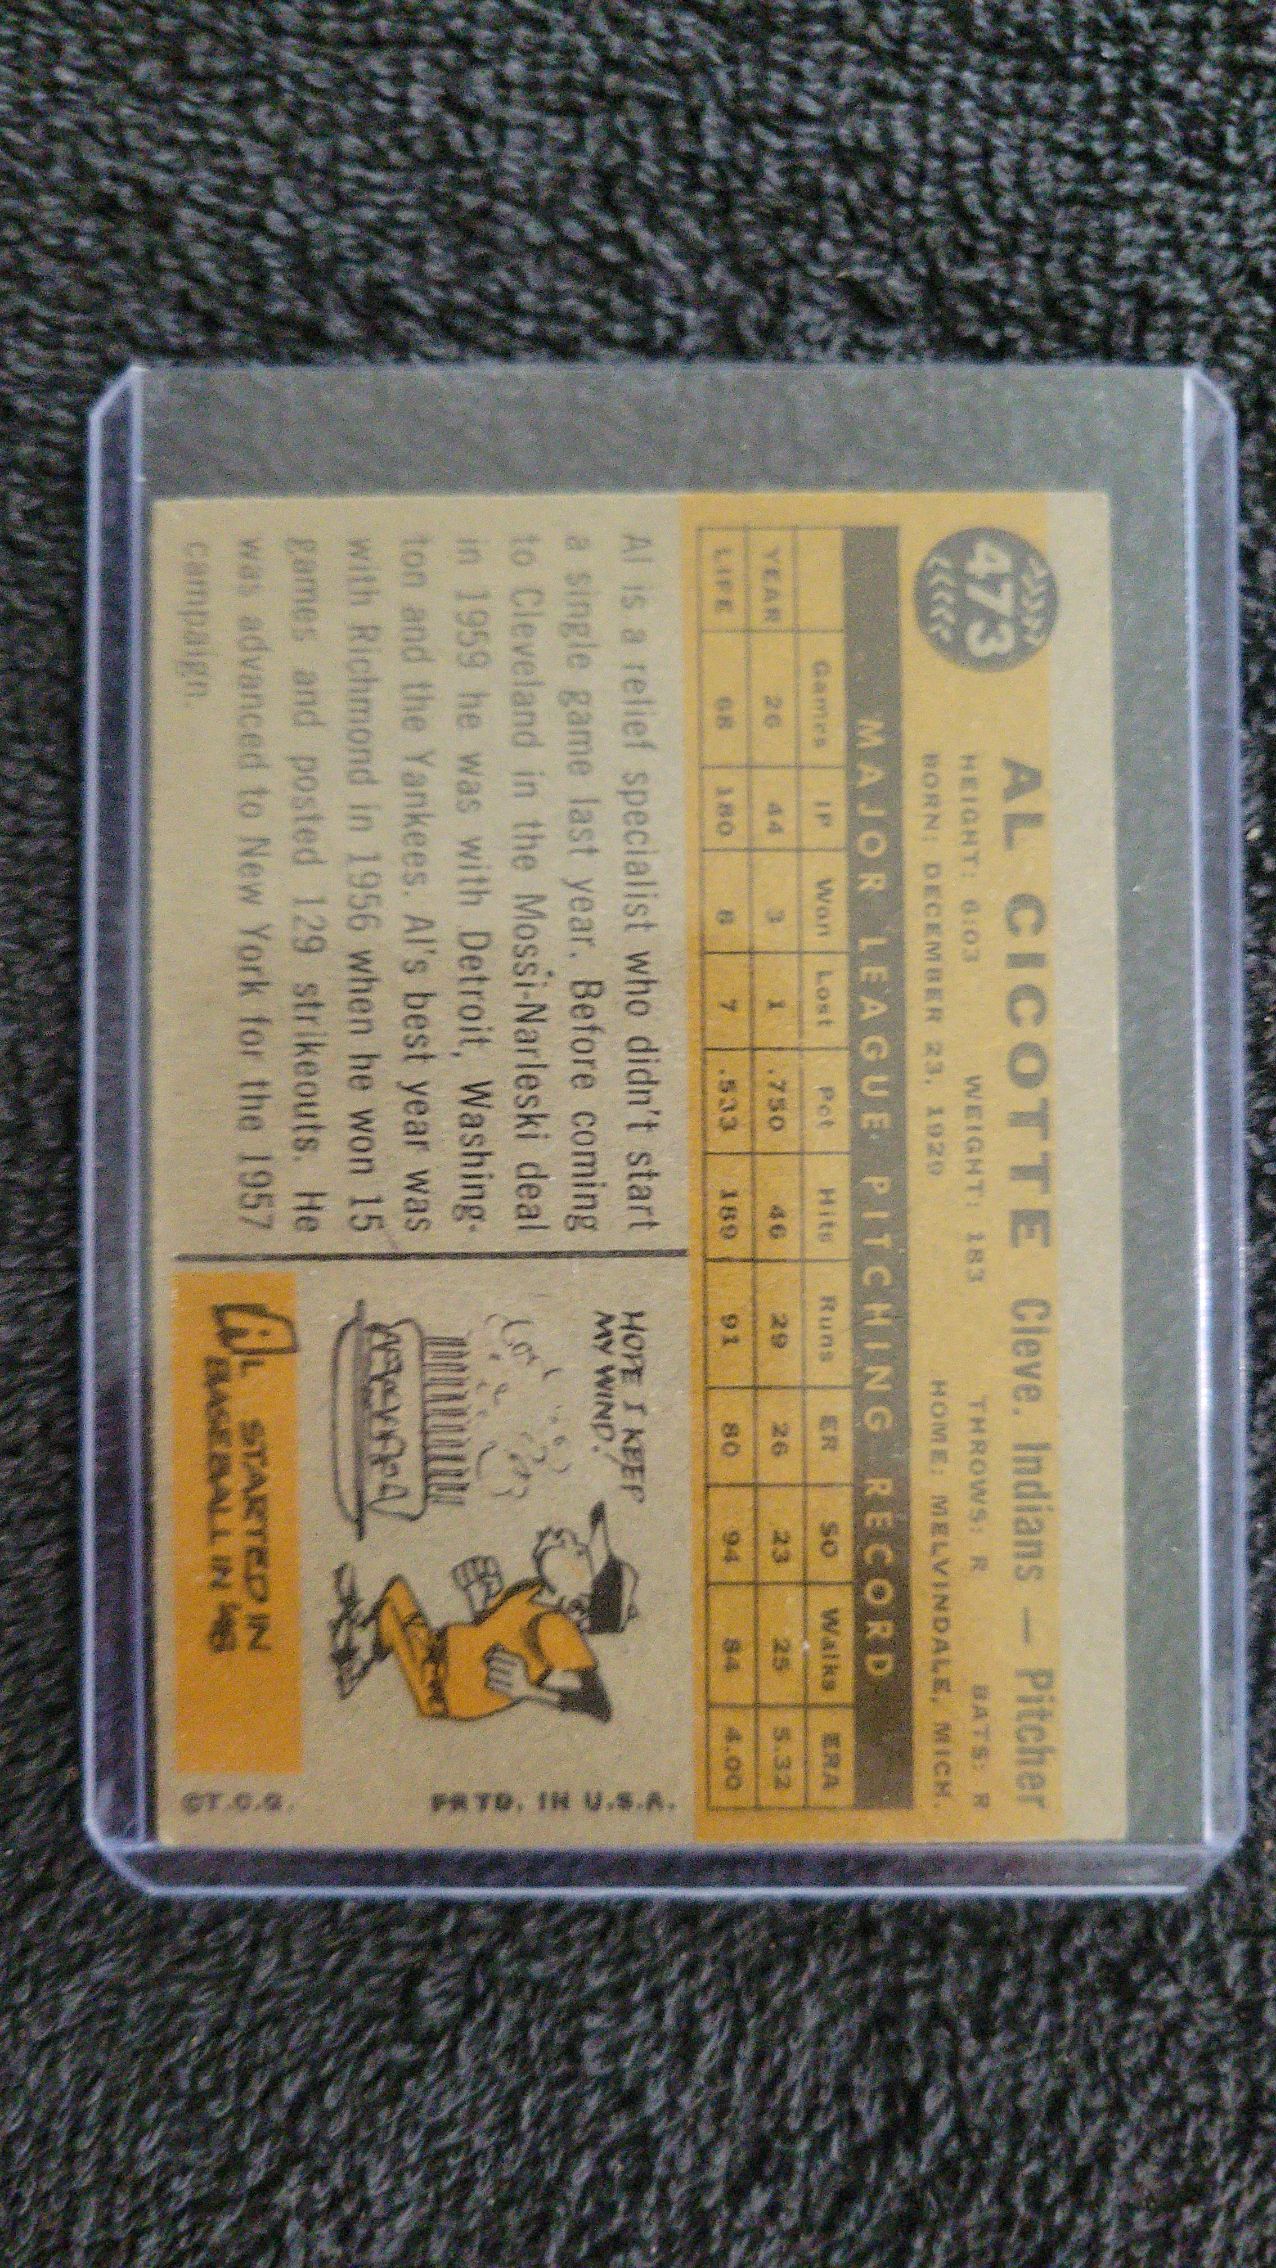 473
AL CICOTTE Cleve. Indians — Pitcher
HEIGHT: 6:03 WEIGHT: 183 THROWS: R BATS: R
BORN: DECEMBER 23, 1929 HOME: MELVINDALE, MICH.
MAJOR LEAGUE PITCHING RECORD
Games IP Won Lost Pct Hits Runs ER SO Walks ERA
YEAR 26 44 3 1 .750 46 29 26 23 25 5.32
LIFE 68 180 8 7 .533 189 91 80 94 84 4.00
Al is a relief specialist who didn't start
a single game last year. Before coming
to Cleveland in the Mossi-Narleski deal
in 1959 he was with Detroit, Washing-
ton and the Yankees. Al's best year was
with Richmond in 1956 when he won 15
games and posted 129 strikeouts. He
was advanced to New York for the 1957
campaign.
HOPE I KEEP
MY WIND!
AL STARTED IN
BASEBALL IN '48
PRTD. IN U.S.A.
©T.C.G.